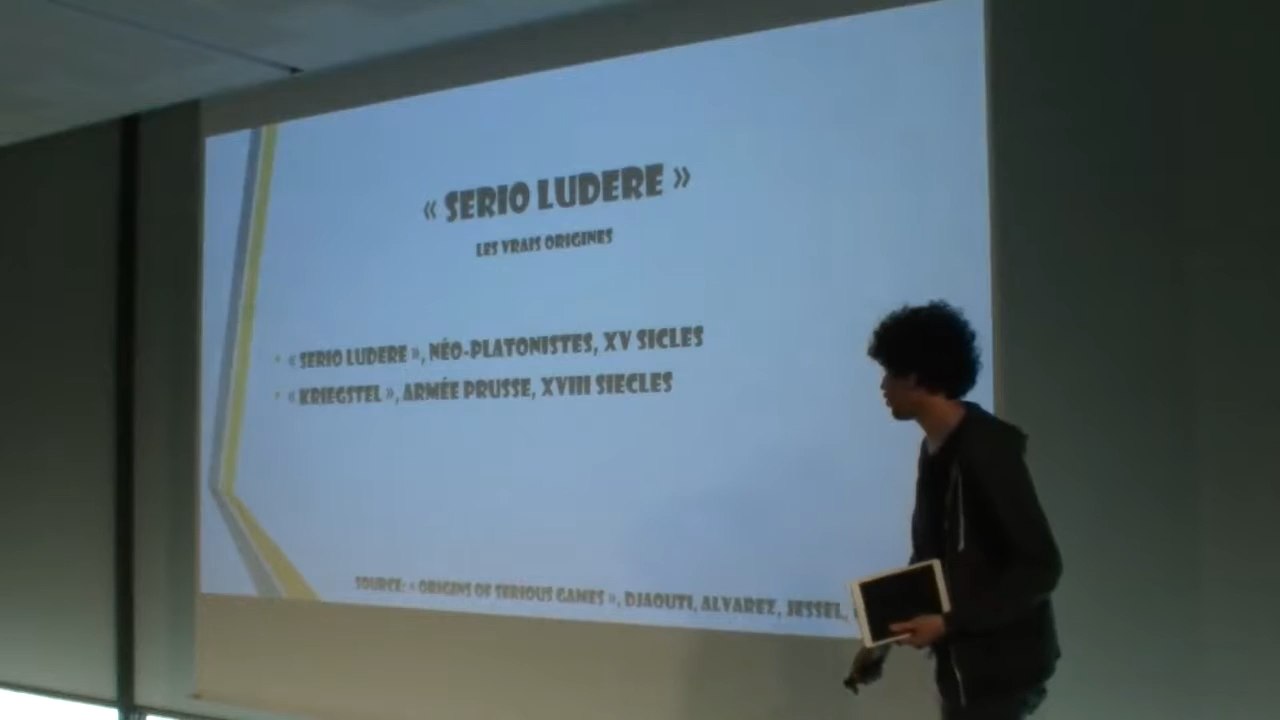 « SERIO LUDERE »
LES VRAIS ORIGINES
« SERIO LUDERE », NÉO-PLATONISTES, XV SICLES
« KRIEGSTEL », ARMÉE PRUSSE, XVIII SIECLES
SOURCE: « ORIGINS OF SERIOUS GAMES », DJAOUTI, ALVAREZ, JESSEL,